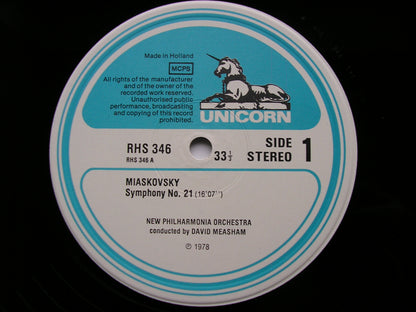 Made in Holland
MCPS
All rights of the manufacturer
and of the owner of the
recorded work reserved.
Unauthorised public
performance, broadcasting
and copying of this record
prohibited.
UNICORN
RHS 346
RHS 346 A
33⅓
SIDE 1
STEREO
MIASKOVSKY
Symphony No. 21 (16'07")
NEW PHILHARMONIA ORCHESTRA
conducted by DAVID MEASHAM
℗ 1978